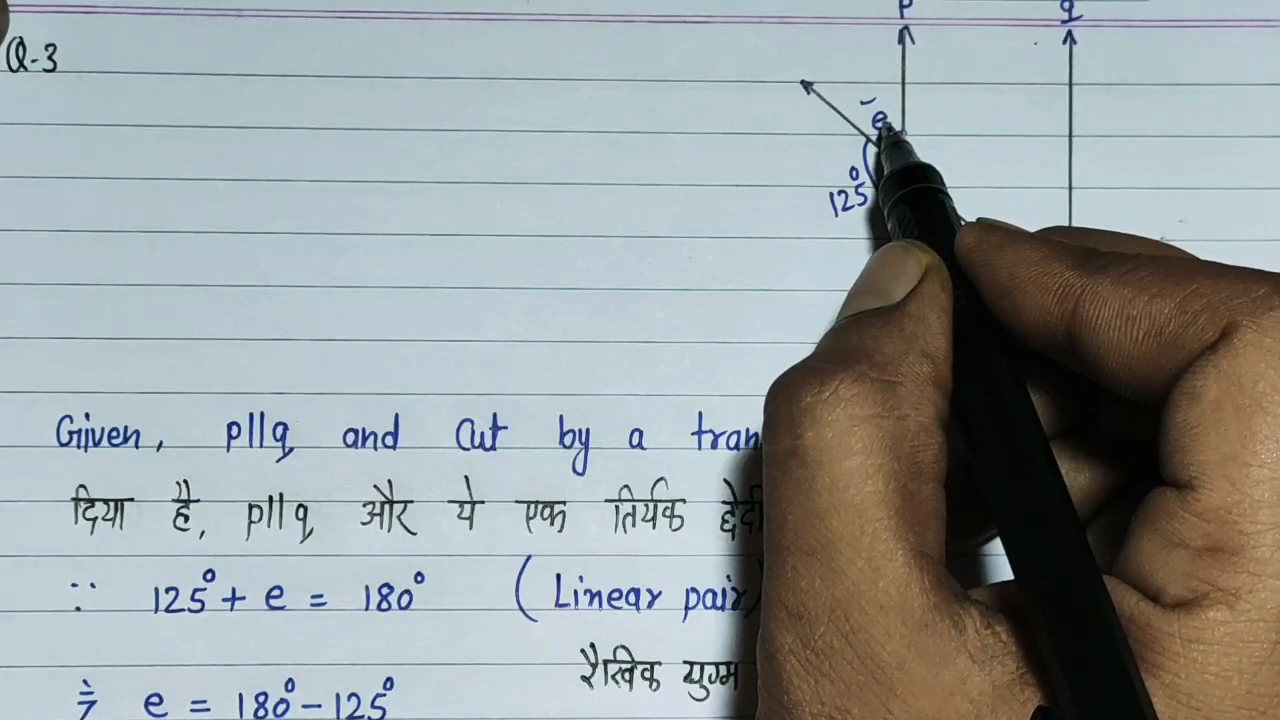 p q
Q-3
e
125°
Given, p||q and cut by a tran
दिया है, p||q और ये एक तिर्यक छेदी
∵ 125° + e = 180° (Linear pair)
रैखिक युग्म
⇒ e = 180° - 125°